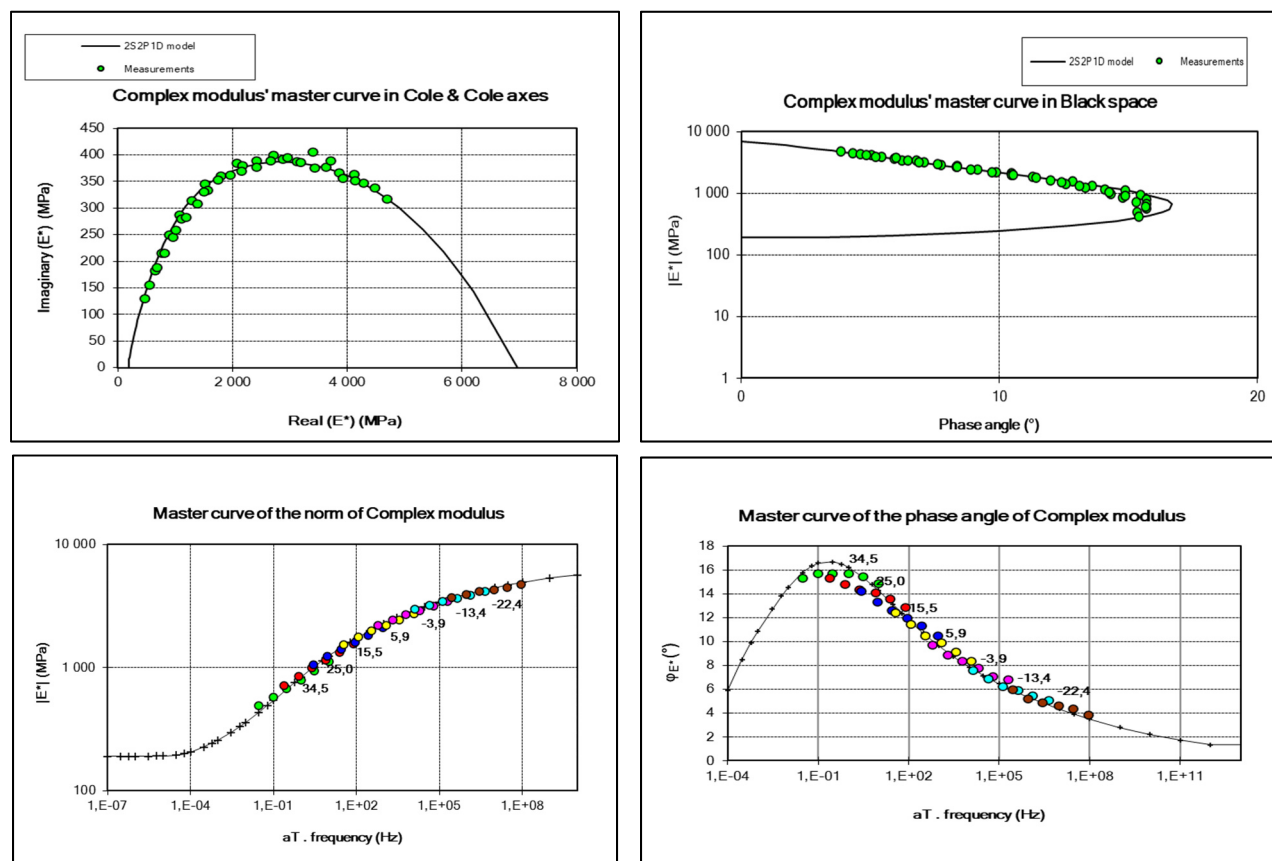 2S2P1D model
Measurements
Complex modulus' master curve in Cole & Cole axes
450
400
350
300
250
200
150
100
50
0
Imaginary (E*) (MPa)
0 2 000 4 000 6 000 8 000
Real (E*) (MPa)
2S2P1D model Measurements
Complex modulus' master curve in Black space
10 000
1 000
100
10
1
|E*| (MPa)
0 10 20
Phase angle (°)
Master curve of the norm of Complex modulus
10 000
1 000
100
|E*| (MPa)
-22,4
-13,4
-3,9
5,9
15,5
25,0
34,5
1,E-07 1,E-04 1,E-01 1,E+02 1,E+05 1,E+08
aT . frequency (Hz)
Master curve of the phase angle of Complex modulus
18
16
14
12
10
8
6
4
2
0
φE*(°)
34,5
25,0
15,5
5,9
-3,9
-13,4
-22,4
1,E-04 1,E-01 1,E+02 1,E+05 1,E+08 1,E+11
aT . frequency (Hz)